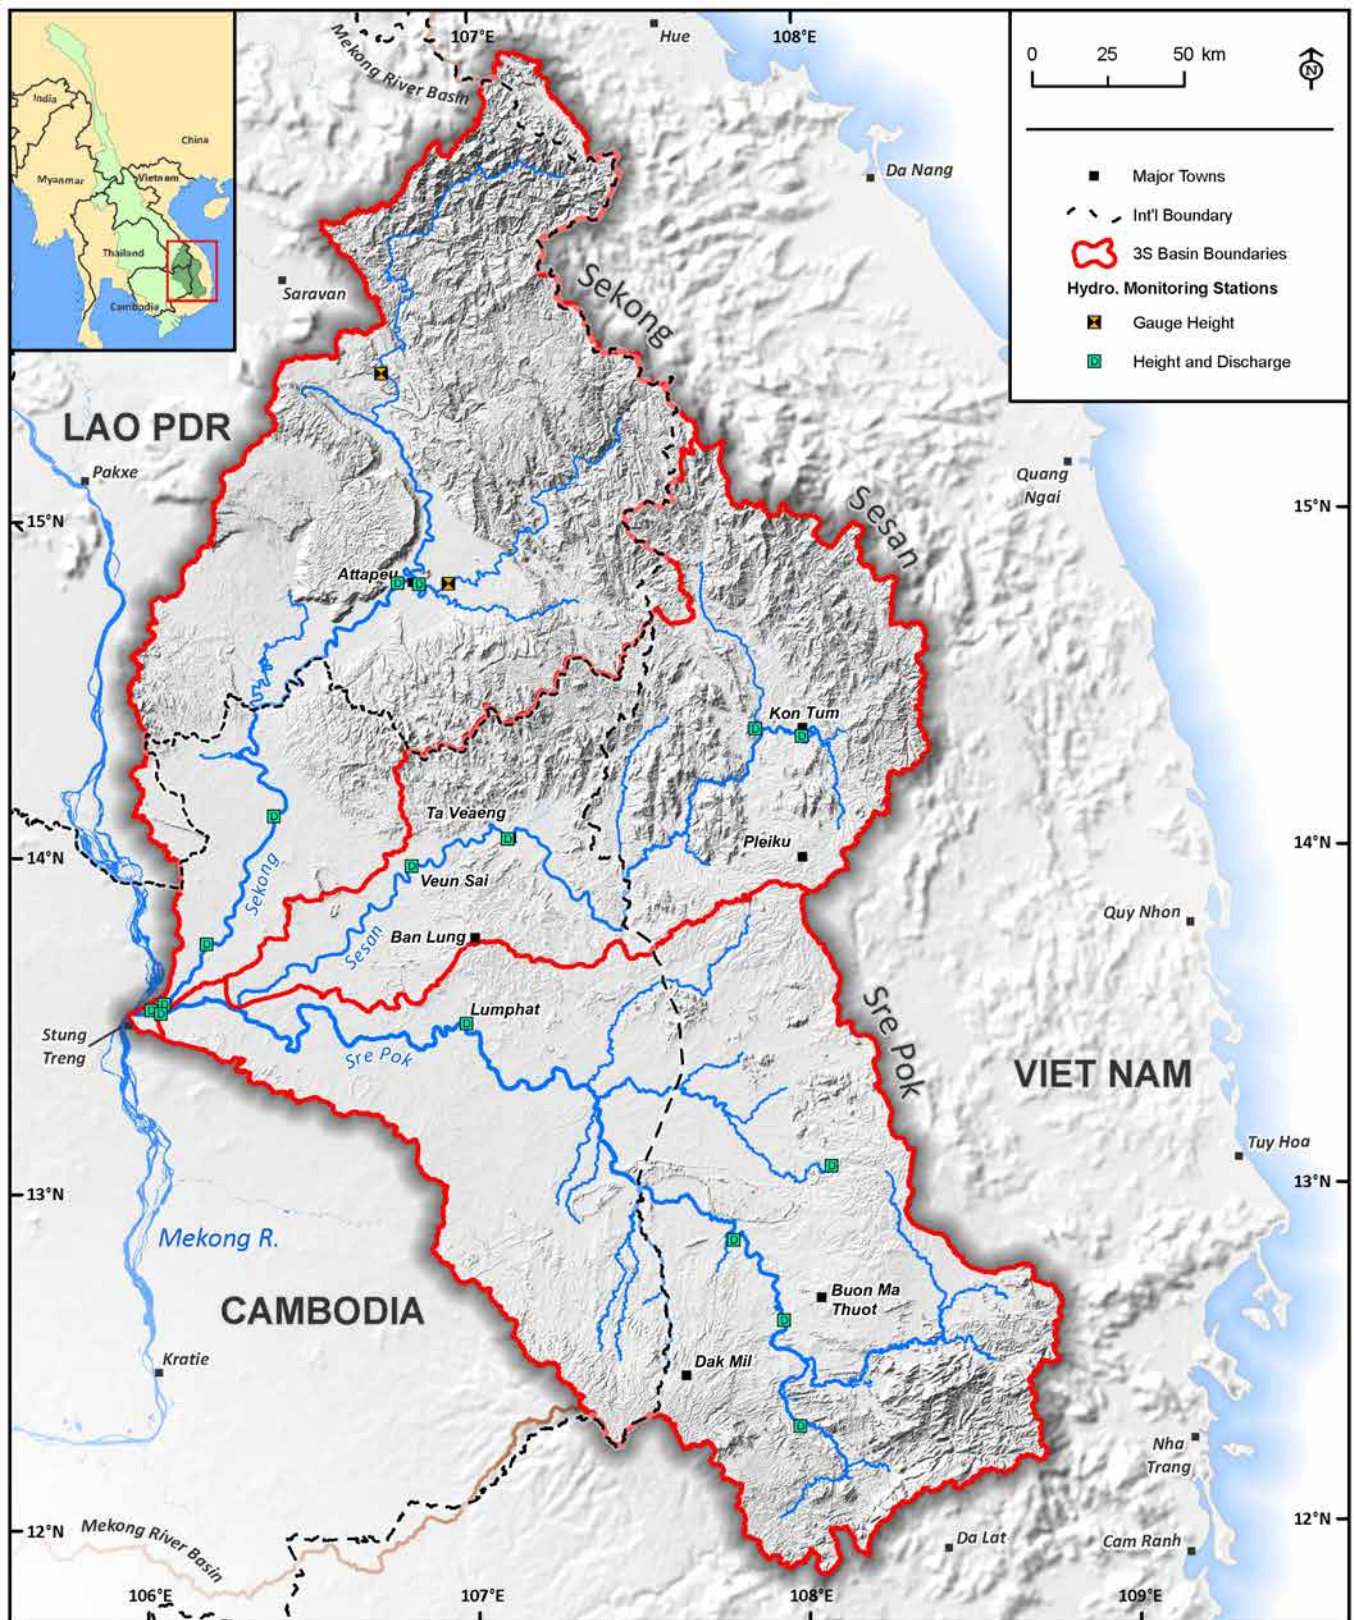 107°E
108°E
Hue
Mekong River Basin
0 25 50 km
N
India
China
Myanmar
Vietnam
Thailand
Cambodia
Da Nang
Major Towns
Int'l Boundary
3S Basin Boundaries
Hydro. Monitoring Stations
Gauge Height
D Height and Discharge
Saravan
Sekong
LAO PDR
Pakxe
Quang
Ngai
15°N
15°N
Sesan
Attapeu
D
D
Kon Tum
D
D
Ta Veaeng
D
D
Pleiku
14°N
14°N
D
Veun Sai
Sekong
Quy Nhon
Sesan
Ban Lung
D
D
D
D
Lumphat
D
Stung
Treng
Sre Pok
Sre Pok
VIET NAM
Tuy Hoa
D
13°N
13°N
Mekong R.
D
CAMBODIA
Buon Ma
Thuot
D
Kratie
Dak Mil
D
Nha
Trang
12°N
12°N
Mekong River Basin
Da Lat
Cam Ranh
106°E
107°E
108°E
109°E